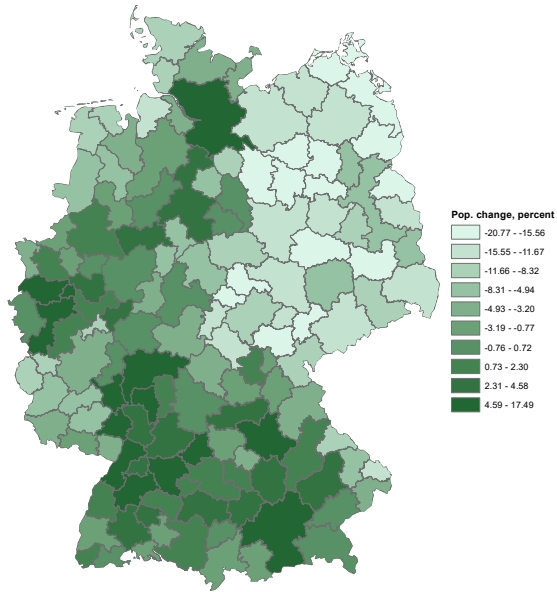 Pop. change, percent
-20.77 - -15.56
-15.55 - -11.67
-11.66 - -8.32
-8.31 - -4.94
-4.93 - -3.20
-3.19 - -0.77
-0.76 - 0.72
0.73 - 2.30
2.31 - 4.58
4.59 - 17.49